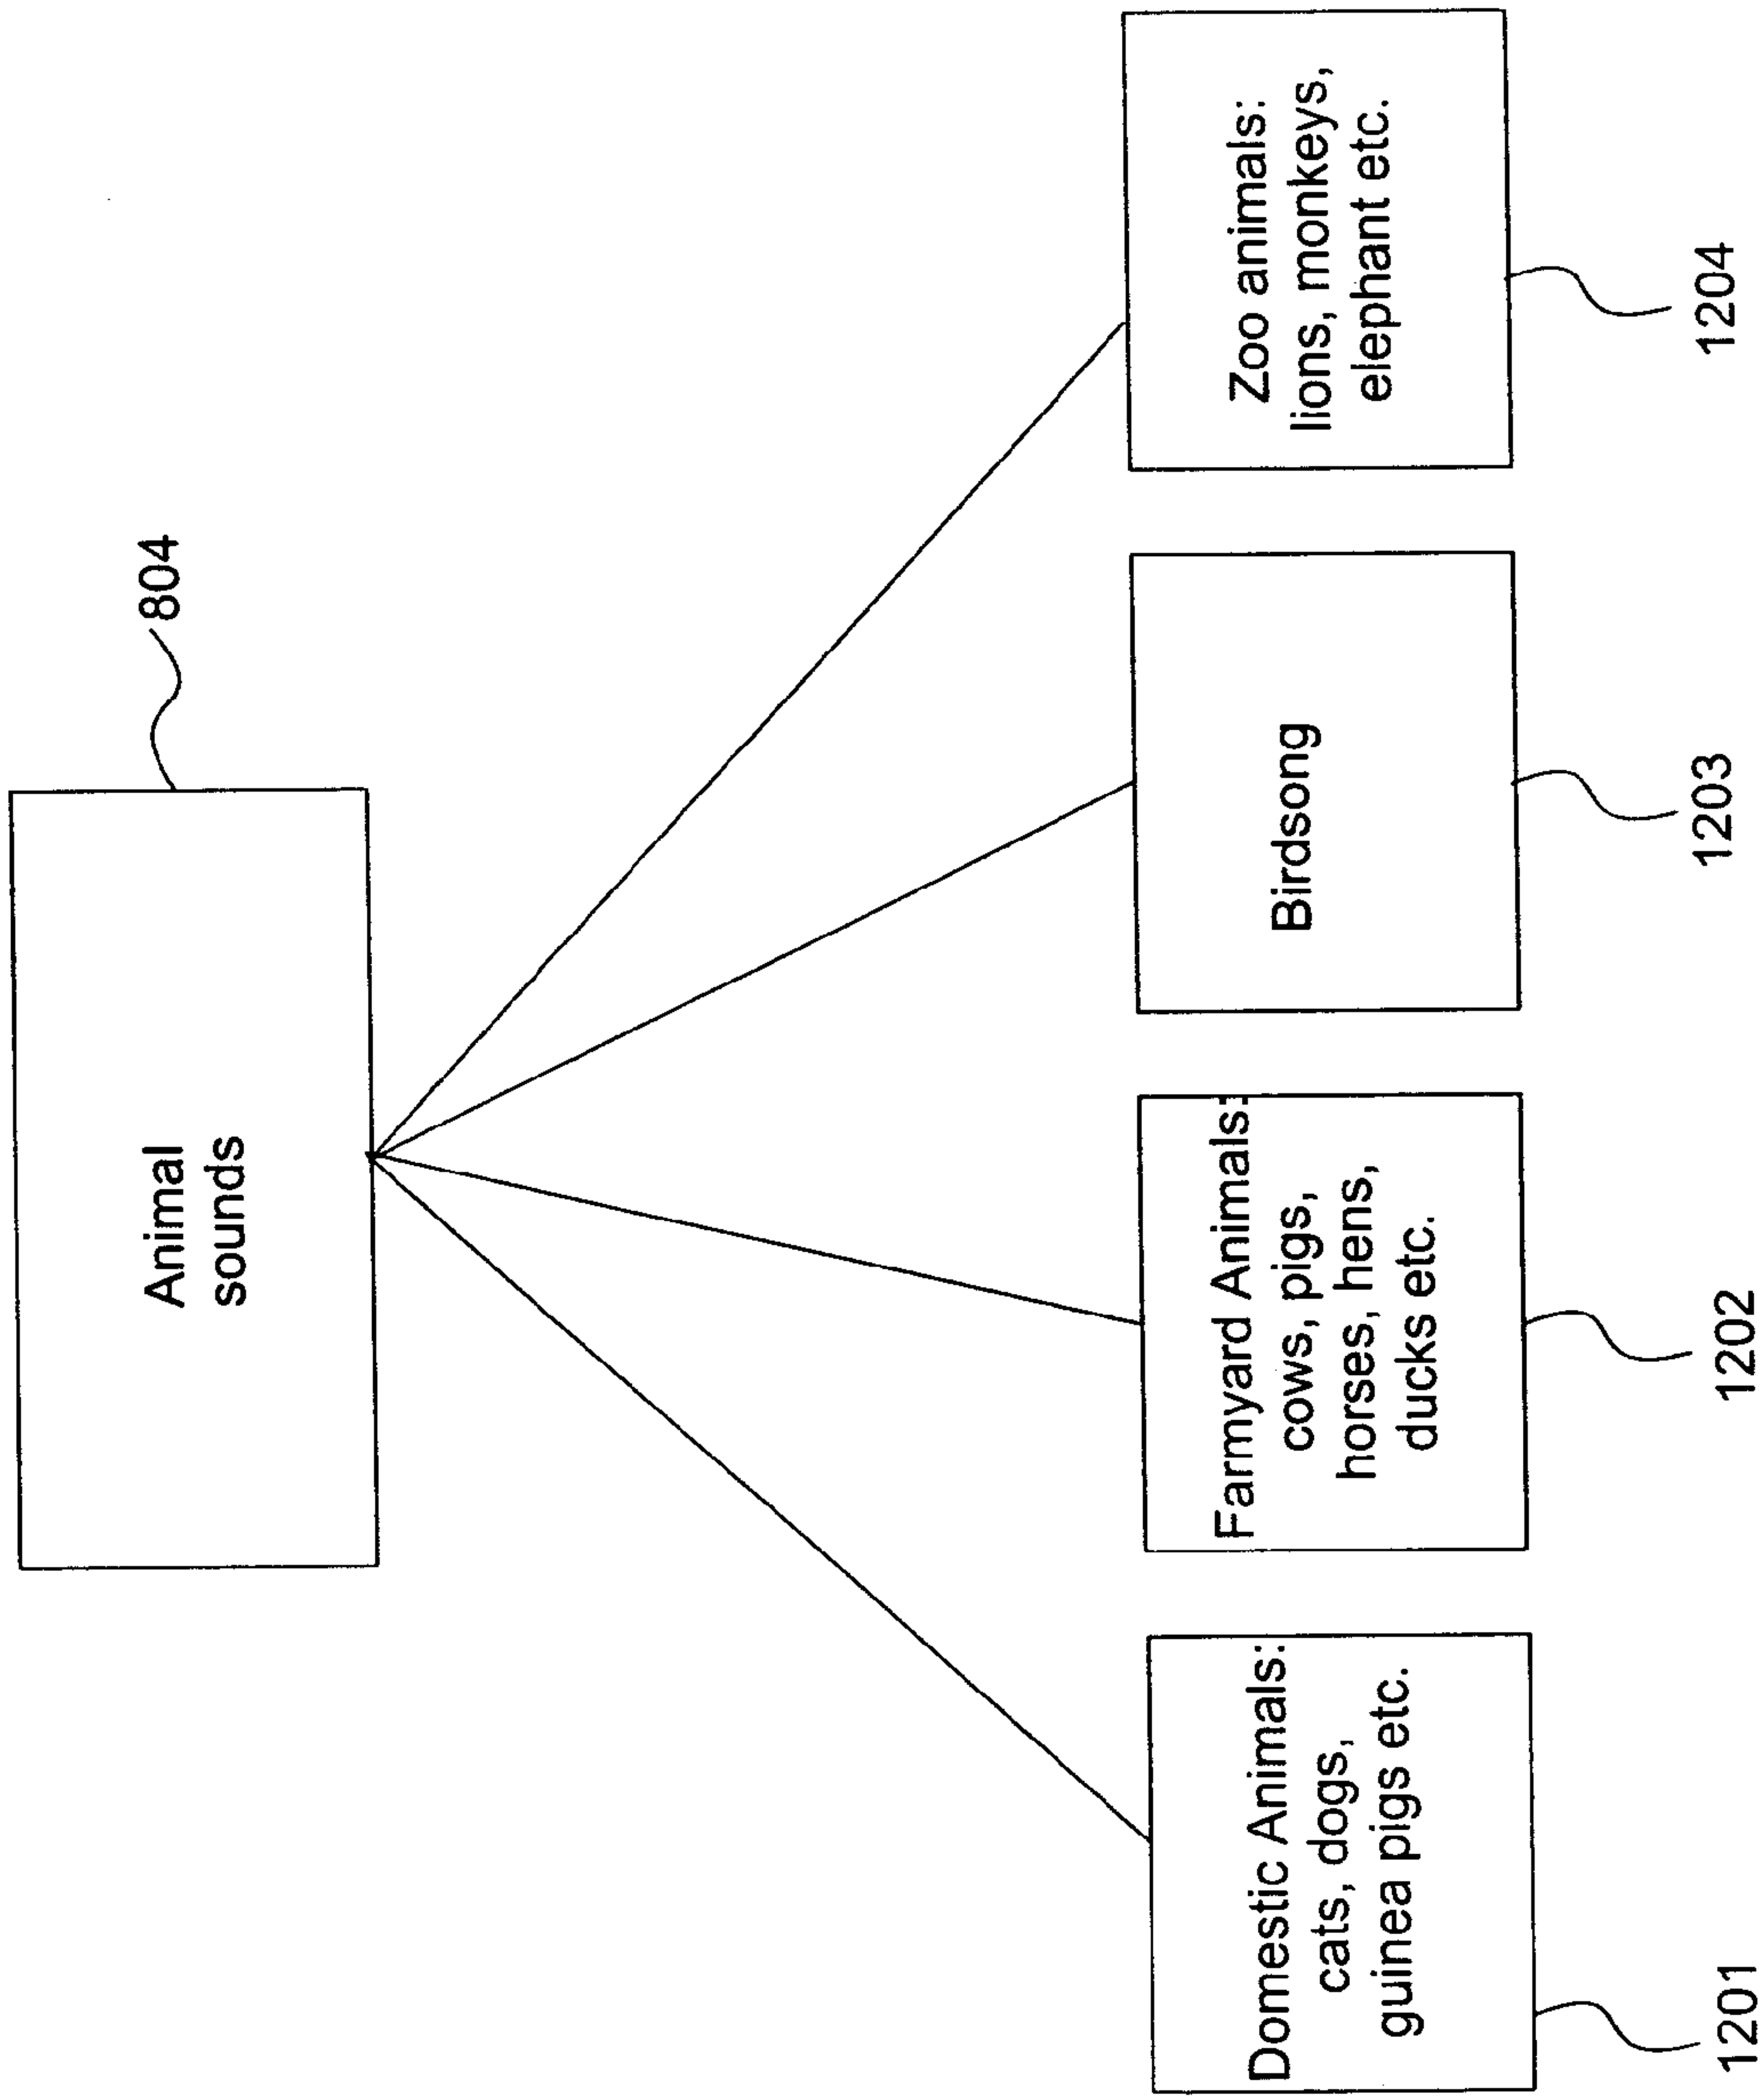 Animal
sounds
804
Domestic Animals:
cats, dogs,
guinea pigs etc.
1201
Farmyard Animals:
cows, pigs,
horses, hens,
ducks etc.
1202
Birdsong
1203
Zoo animals:
lions, monkeys,
elephant etc.
1204